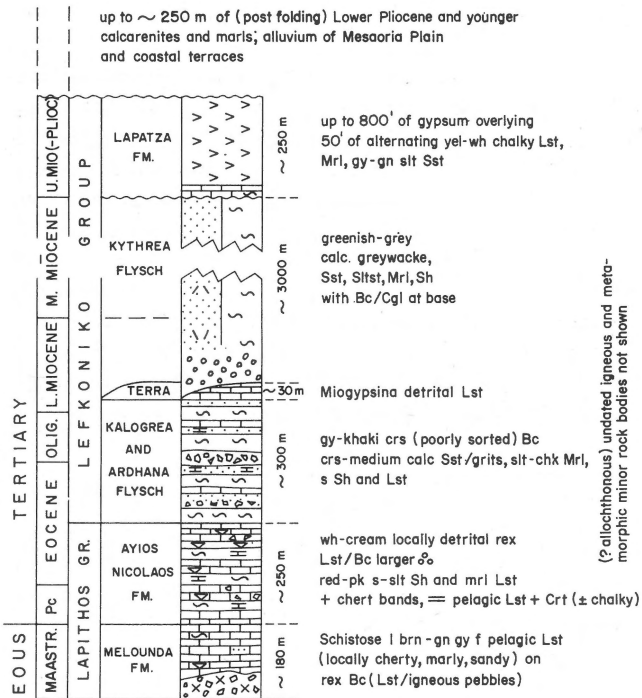 up to ~ 250 m of (post folding) Lower Pliocene and younger
calcarenites and marls; alluvium of Mesaoria Plain
and coastal terraces
TERTIARY
EOUS
U.MIO(-PLIOC)
M. MIOCENE
L.MIOCENE
OLIG.
EOCENE
Pc
MAASTR.
LEFKONIKO GROUP
LAPITHOS GR.
LAPATZA
FM.
~ 250 m
up to 800' of gypsum overlying
50' of alternating yel-wh chalky Lst,
Mrl, gy-gn slt Sst
KYTHREA
FLYSCH
~ 3000 m
greenish-grey
calc. greywacke,
Sst, Sltst, Mrl, Sh
with Bc/Cgl at base
TERRA
~ 30 m
Miogypsina detrital Lst
KALOGREA
AND
ARDHANA
FLYSCH
~ 300 m
gy-khaki crs (poorly sorted) Bc
crs-medium calc Sst/grits, slt-chk Mrl,
s Sh and Lst
AYIOS
NICOLAOS
FM.
~ 250 m
wh-cream locally detrital rex
Lst/Bc larger
red-pk s-slt Sh and mrl Lst
+ chert bands, = pelagic Lst + Crt (± chalky)
MELOUNDA
FM.
~ 180 m
Schistose l brn-gn gy f pelagic Lst
(locally cherty, marly, sandy) on
rex Bc (Lst/igneous pebbles)
(? allochthonous) undated igneous and meta-
morphic minor rock bodies not shown